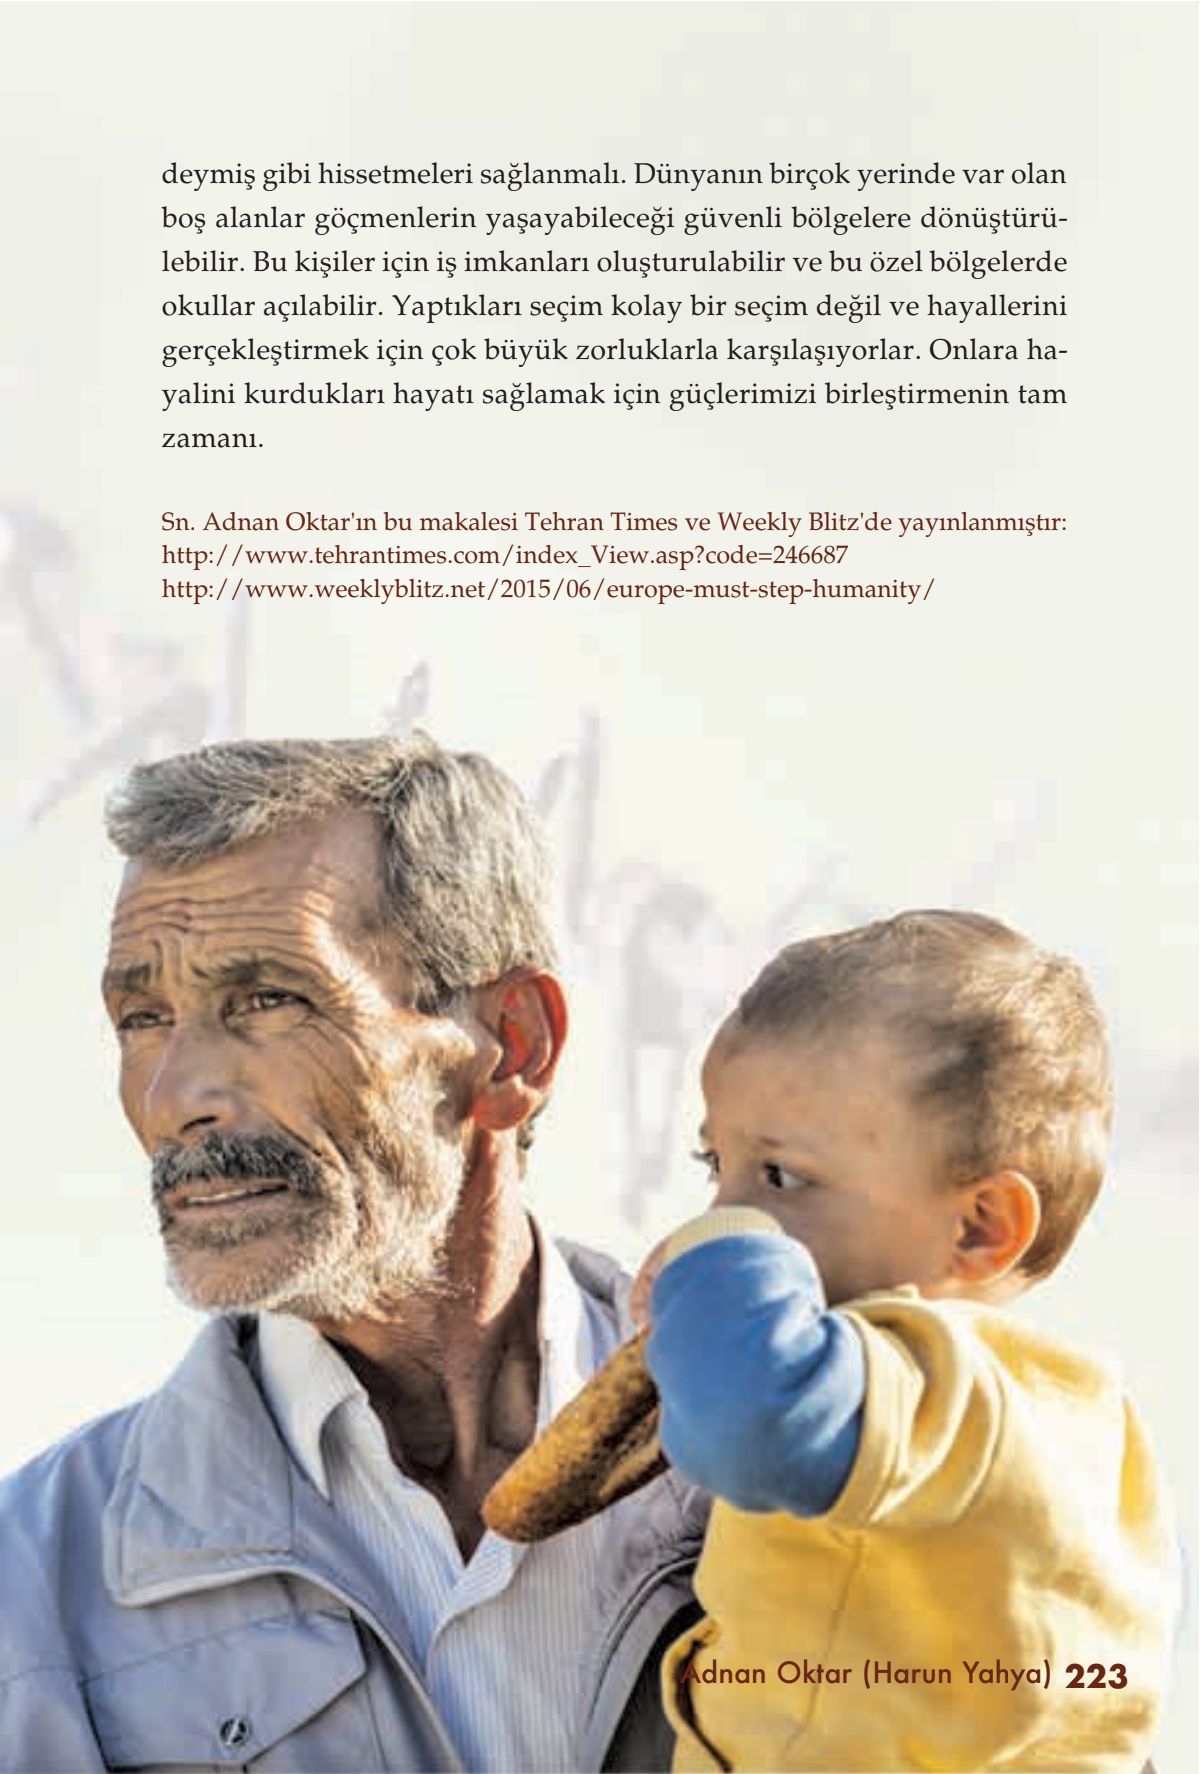 deymiş gibi hissetmeleri sağlanmalı. Dünyanın birçok yerinde var olan
boş alanlar göçmenlerin yaşayabileceği güvenli bölgelere dönüştürü-
lebilir. Bu kişiler için iş imkanları oluşturulabilir ve bu özel bölgelerde
okullar açılabilir. Yaptıkları seçim kolay bir seçim değil ve hayallerini
gerçekleştirmek için çok büyük zorluklarla karşılaşıyorlar. Onlara ha-
yalini kurdukları hayatı sağlamak için güçlerimizi birleştirmenin tam
zamanı.
Sn. Adnan Oktar'ın bu makalesi Tehran Times ve Weekly Blitz'de yayınlanmıştır:
http://www.tehrantimes.com/index_View.asp?code=246687
http://www.weeklyblitz.net/2015/06/europe-must-step-humanity/
Adnan Oktar (Harun Yahya) 223